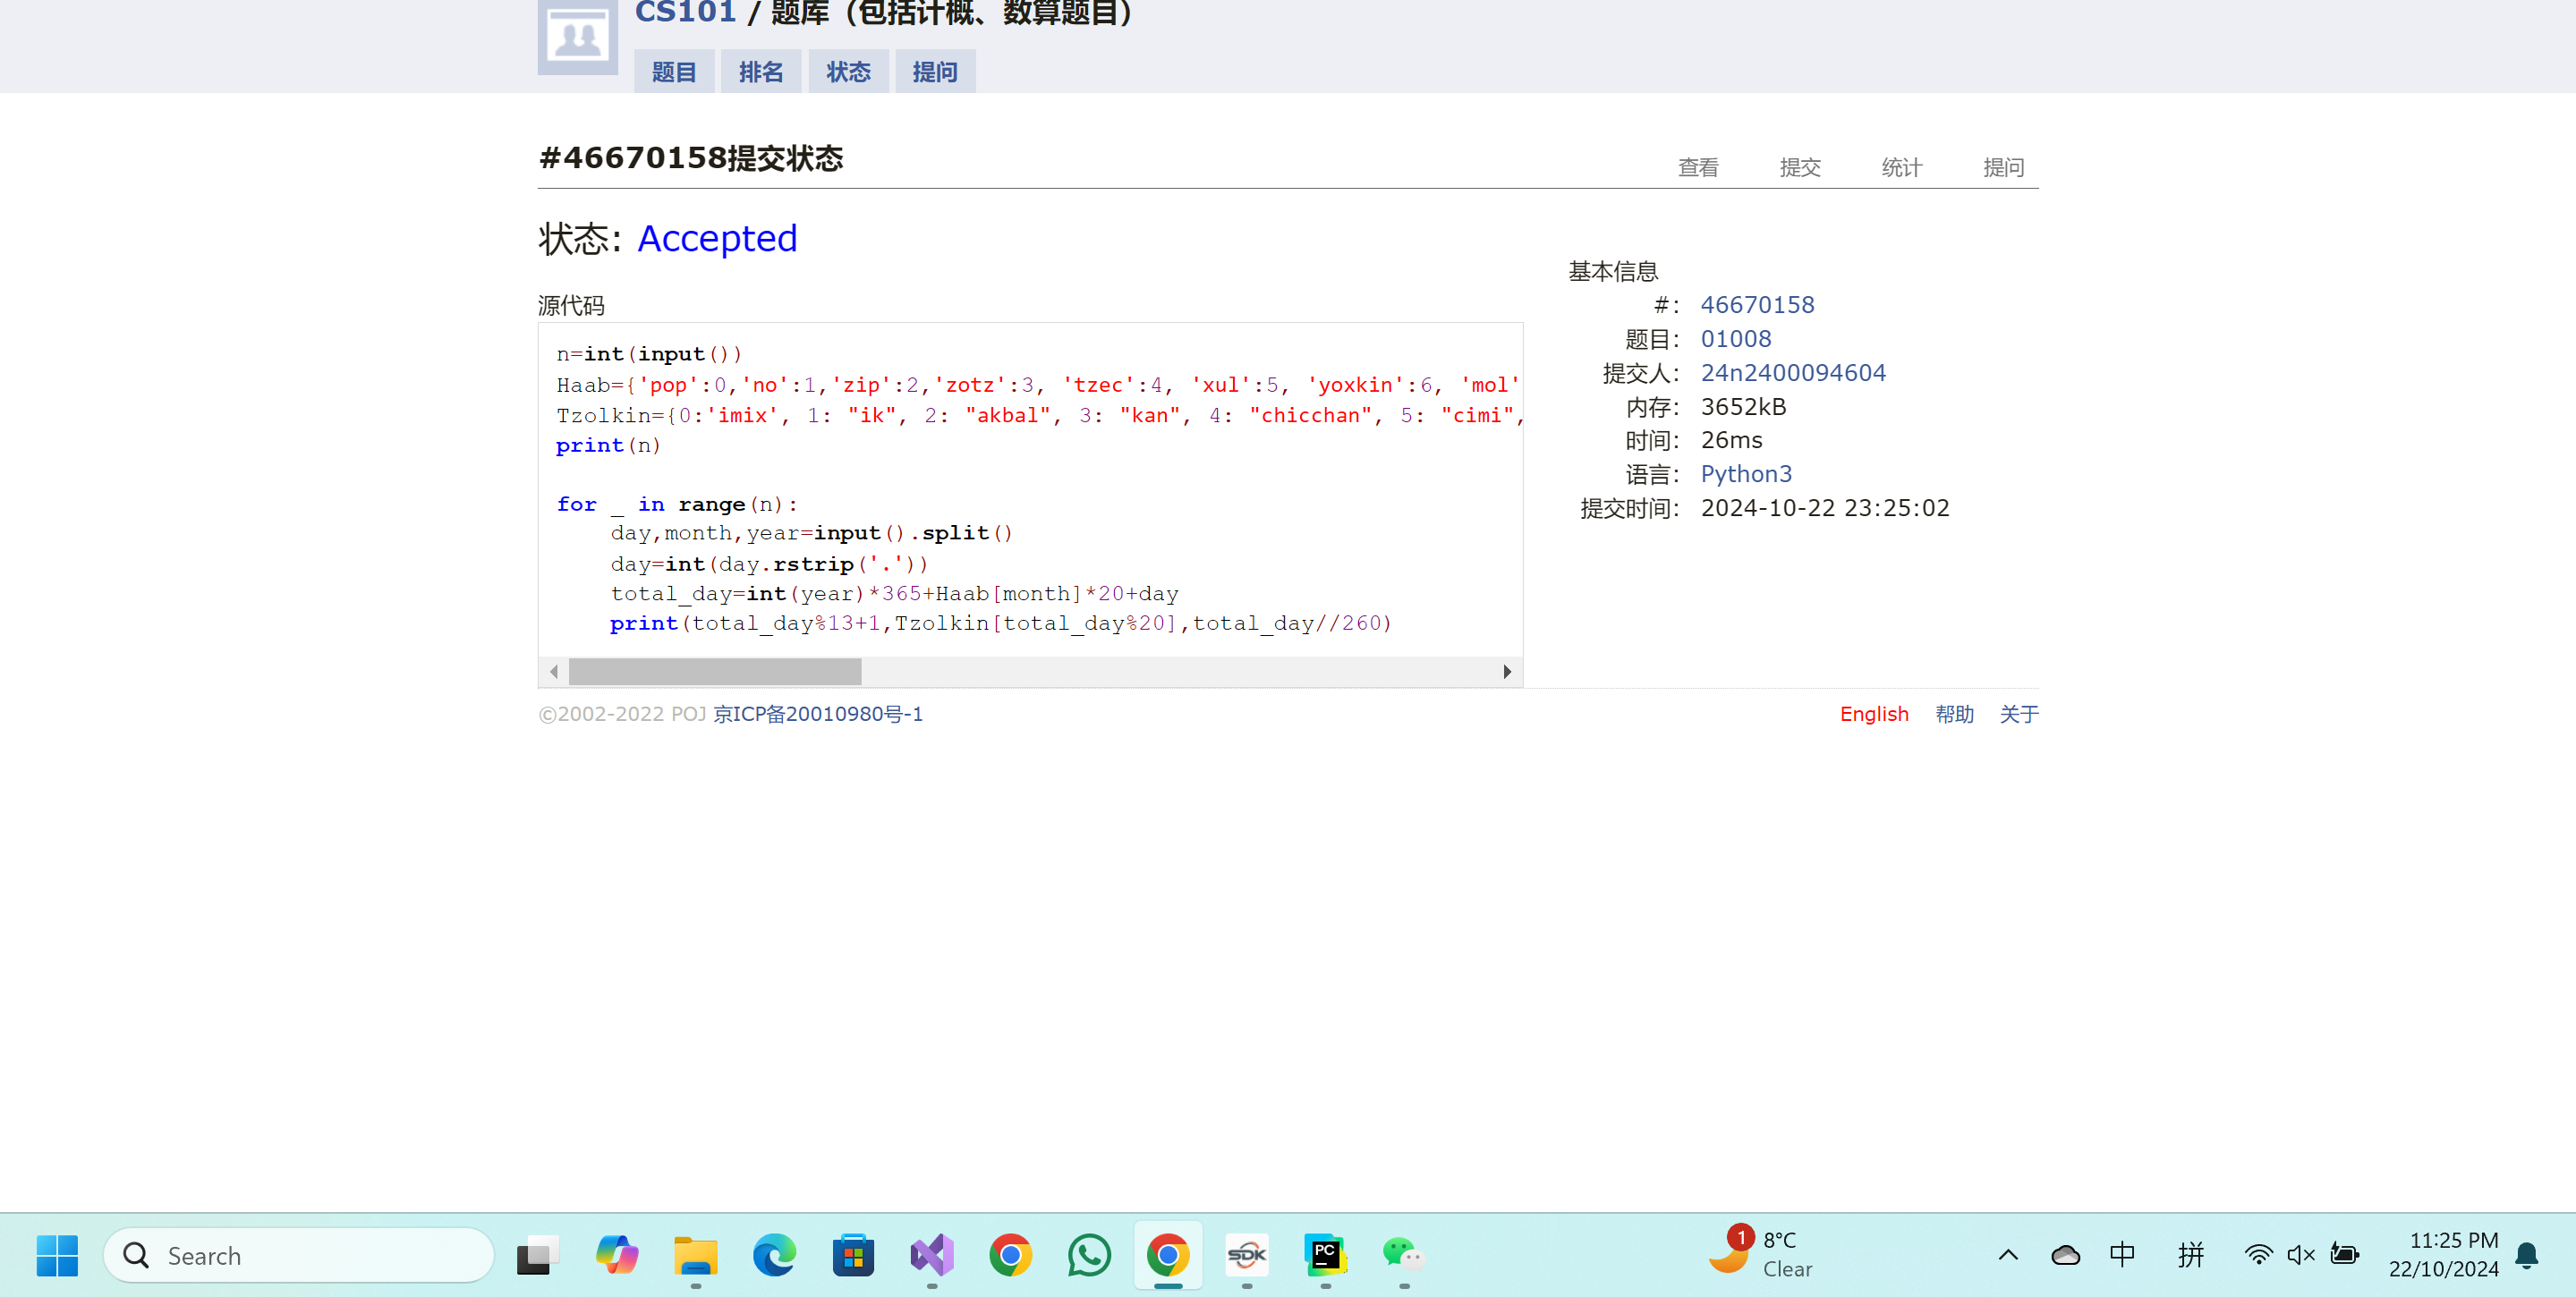 CS101 / 题库（包括计概、数算题目）
题目 排名 状态 提问
#46670158提交状态
查看 提交 统计 提问
状态: Accepted
源代码
n=int(input())
Haab={'pop':0,'no':1,'zip':2,'zotz':3, 'tzec':4, 'xul':5, 'yoxkin':6, 'mol'
Tzolkin={0:'imix', 1: "ik", 2: "akbal", 3: "kan", 4: "chicchan", 5: "cimi",
print(n)
for _ in range(n):
    day,month,year=input().split()
    day=int(day.rstrip('.'))
    total_day=int(year)*365+Haab[month]*20+day
    print(total_day%13+1,Tzolkin[total_day%20],total_day//260)
基本信息
#: 46670158
题目: 01008
提交人: 24n2400094604
内存: 3652kB
时间: 26ms
语言: Python3
提交时间: 2024-10-22 23:25:02
©2002-2022 POJ 京ICP备20010980号-1
English 帮助 关于
Search
SDK
PC
1
8°C
Clear
中
拼
11:25 PM
22/10/2024